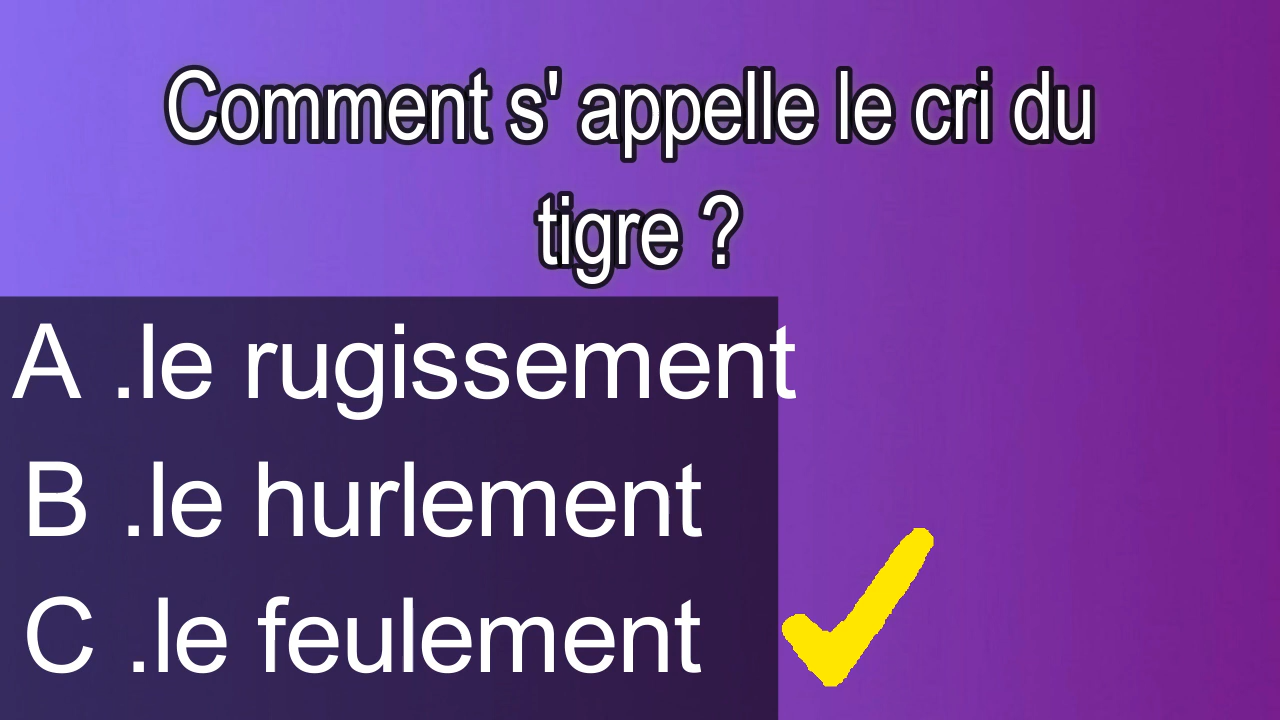 Comment s' appelle le cri du
tigre ?
A .le rugissement
B .le hurlement
C .le feulement